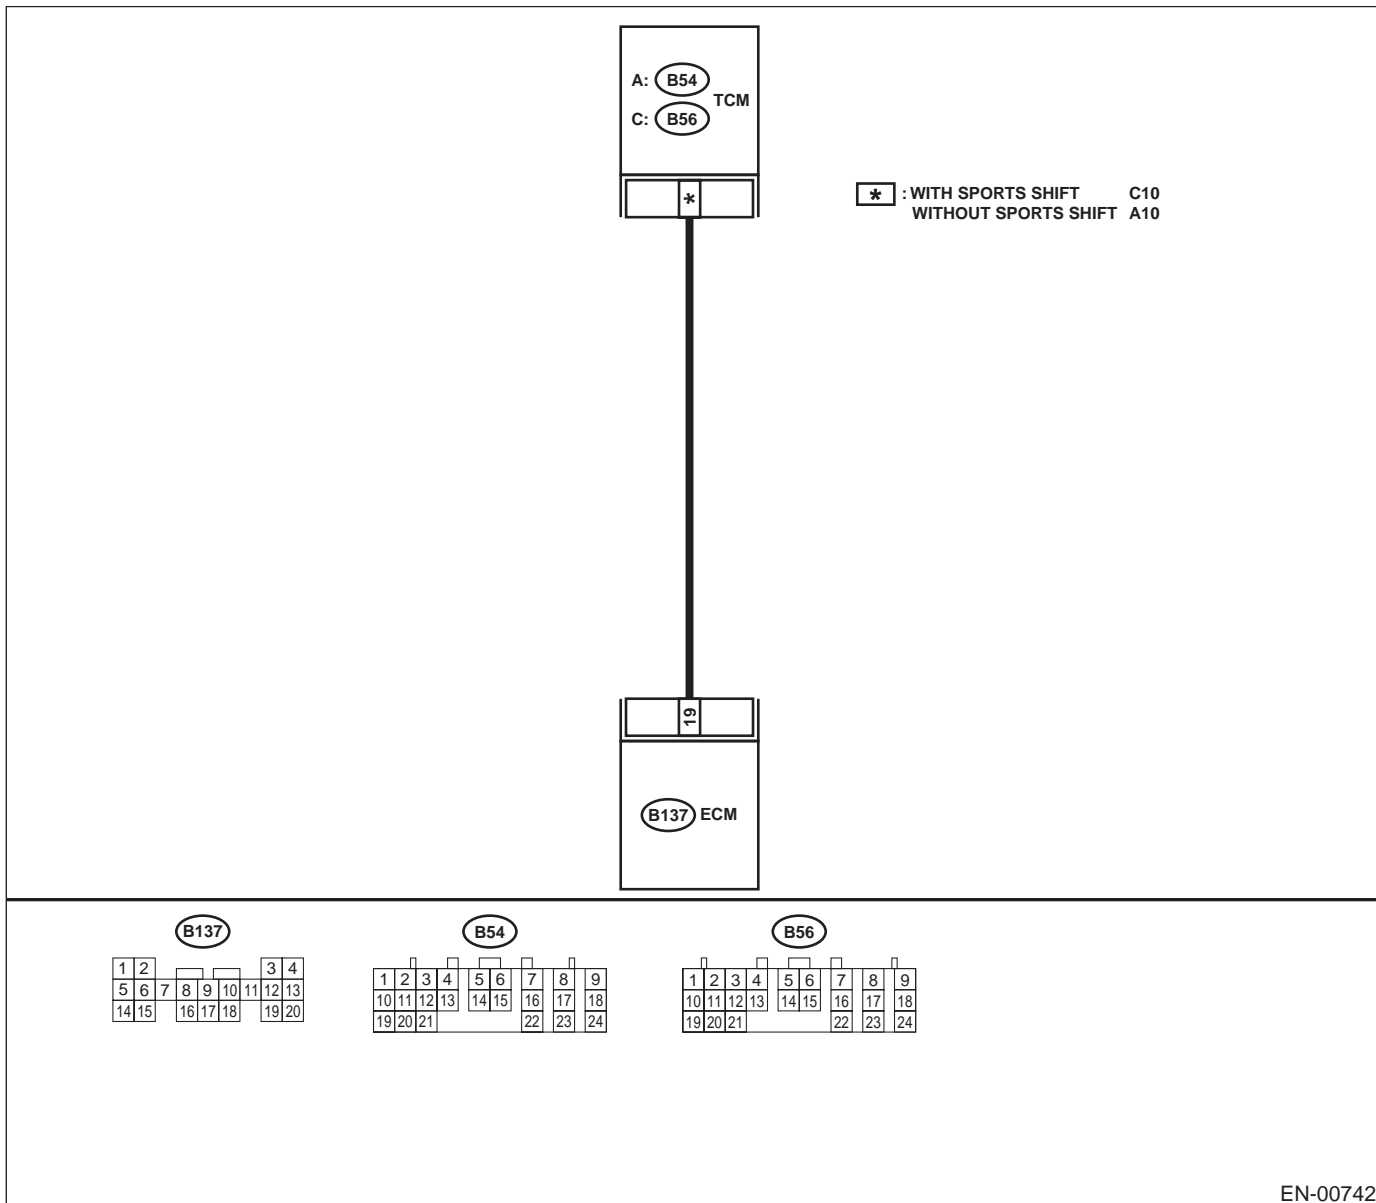 A: B54
TCM
C: B56
*
* : WITH SPORTS SHIFT C10
WITHOUT SPORTS SHIFT A10
19
B137 ECM
B137
1 2 3 4
5 6 7 8 9 10 11 12 13
14 15 16 17 18 19 20
B54
1 2 3 4 5 6 7 8 9
10 11 12 13 14 15 16 17 18
19 20 21 22 23 24
B56
1 2 3 4 5 6 7 8 9
10 11 12 13 14 15 16 17 18
19 20 21 22 23 24
EN-00742